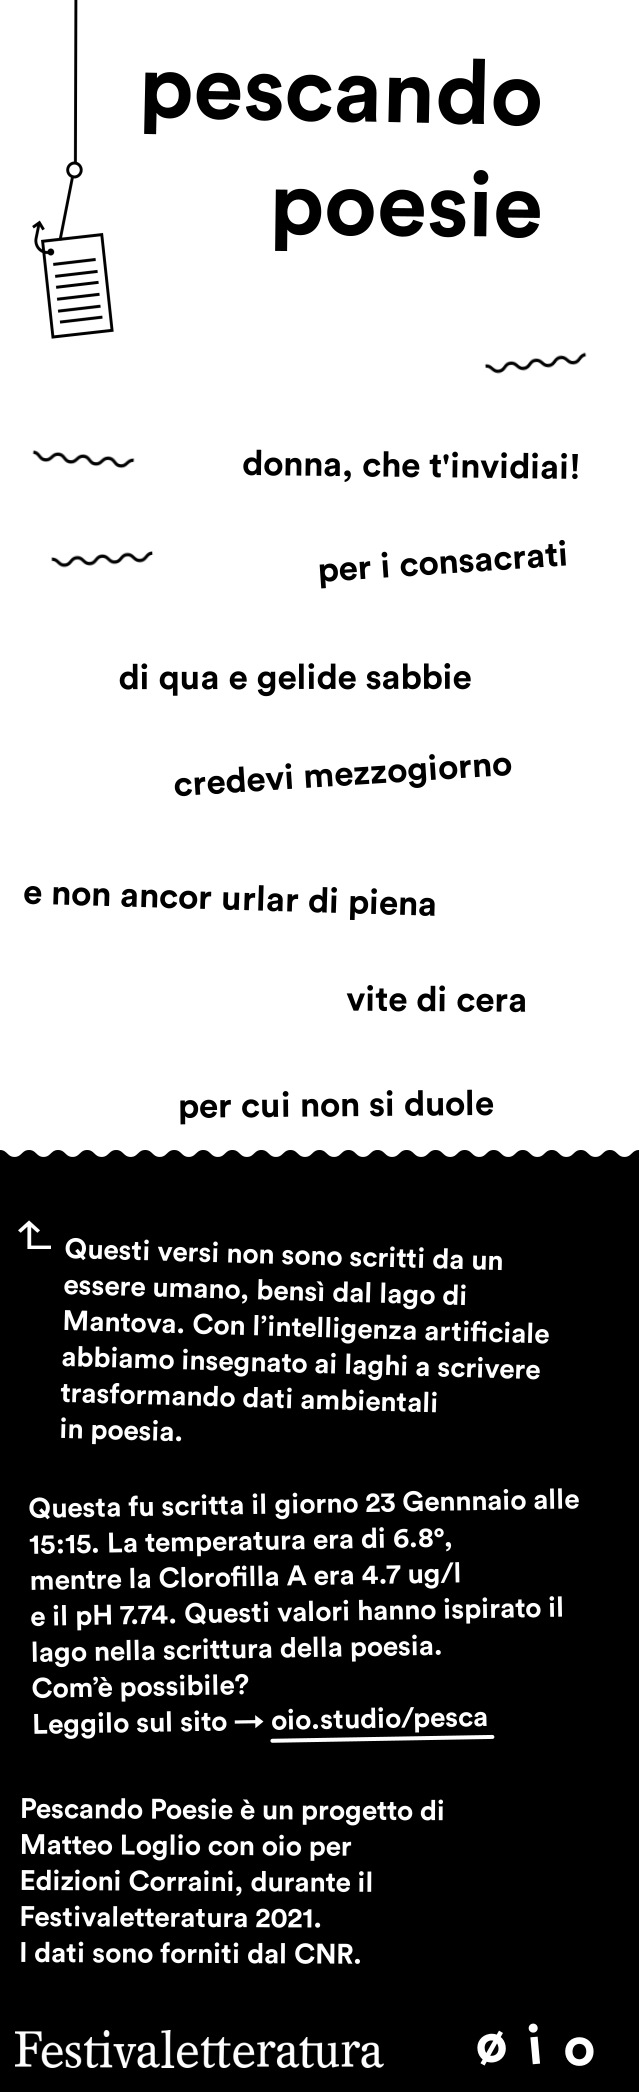 pescando
poesie
donna, che t'invidiai!
per i consacrati
di qua e gelide sabbie
credevi mezzogiorno
e non ancor urlar di piena
vite di cera
per cui non si duole
Questi versi non sono scritti da un
essere umano, bensì dal lago di
Mantova. Con l’intelligenza artificiale
abbiamo insegnato ai laghi a scrivere
trasformando dati ambientali
in poesia.
Questa fu scritta il giorno 23 Gennnaio alle
15:15. La temperatura era di 6.8°,
mentre la Clorofilla A era 4.7 ug/l
e il pH 7.74. Questi valori hanno ispirato il
lago nella scrittura della poesia.
Com’è possibile?
Leggilo sul sito → oio.studio/pesca
Pescando Poesie è un progetto di
Matteo Loglio con oio per
Edizioni Corraini, durante il
Festivaletteratura 2021.
I dati sono forniti dal CNR.
Festivaletteratura ø i o